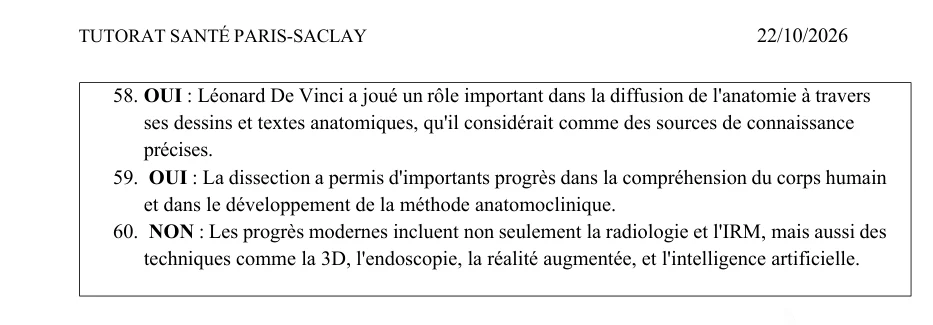 TUTORAT SANTÉ PARIS-SACLAY 22/10/2026
58. OUI : Léonard De Vinci a joué un rôle important dans la diffusion de l'anatomie à travers
ses dessins et textes anatomiques, qu'il considérait comme des sources de connaissance
précises.
59. OUI : La dissection a permis d'importants progrès dans la compréhension du corps humain
et dans le développement de la méthode anatomoclinique.
60. NON : Les progrès modernes incluent non seulement la radiologie et l'IRM, mais aussi des
techniques comme la 3D, l'endoscopie, la réalité augmentée, et l'intelligence artificielle.